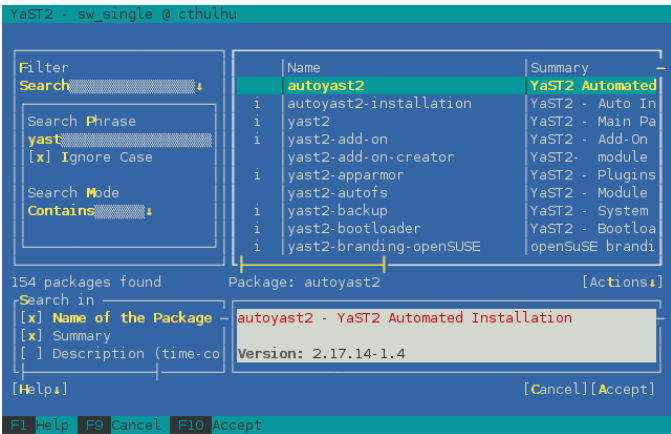 YaST2 - sw_single @ cthulhu
Filter
Search
Search Phrase
yast
[x] Ignore Case
Search Mode
Contains
Name Summary
autoyast2 YaST2 Automated
i autoyast2-installation YaST2 - Auto In
i yast2 YaST2 - Main Pa
i yast2-add-on YaST2 - Add-On
yast2-add-on-creator YaST2- module
i yast2-apparmor YaST2 - Plugins
yast2-autofs YaST2 - Module
i yast2-backup YaST2 - System
i yast2-bootloader YaST2 - Bootloa
i yast2-branding-openSUSE openSuSE brandi
154 packages found Package: autoyast2 [Actions↓]
Search in
[x] Name of the Package
[x] Summary
[ ] Description (time-co
autoyast2 - YaST2 Automated Installation
Version: 2.17.14-1.4
[Help↓] [Cancel][Accept]
F1 Help F9 Cancel F10 Accept